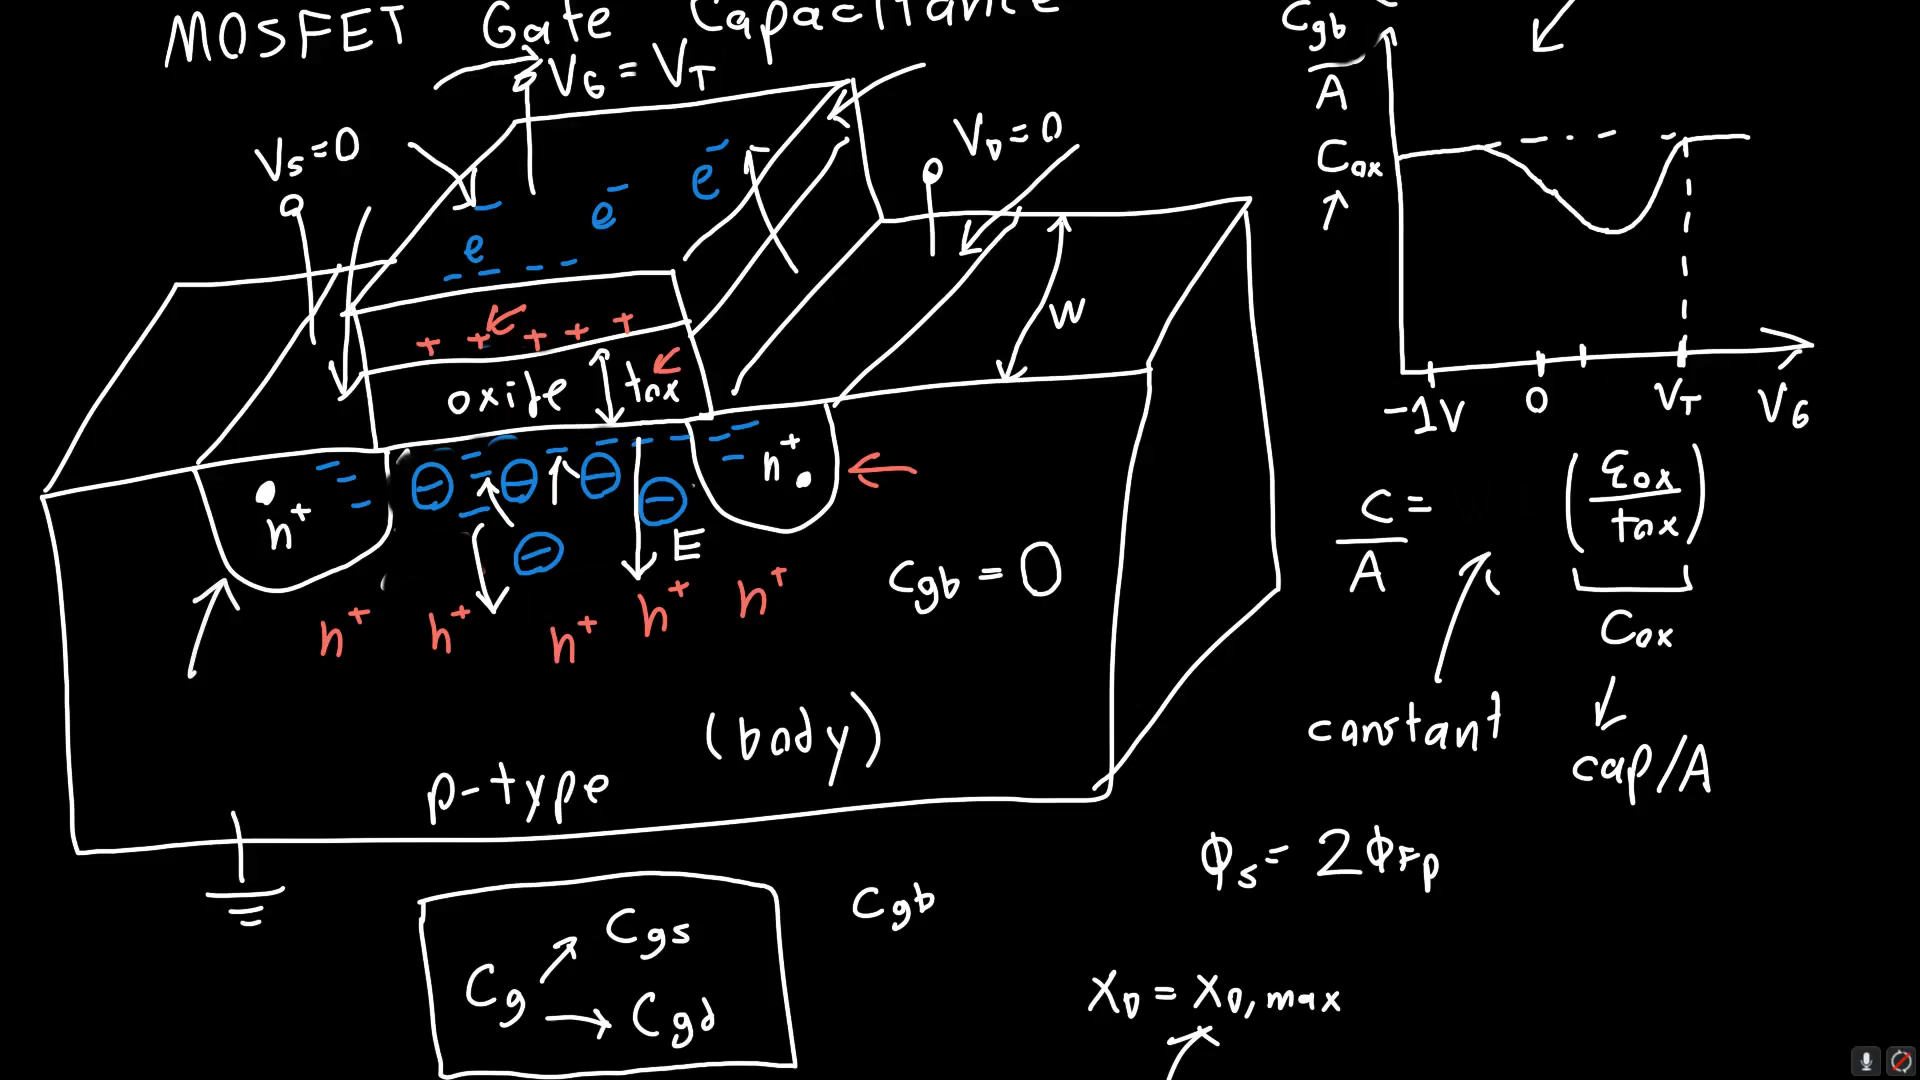 MOSFET Gate Capacitance
VG = VT
VS=0
VD=0
e⁻ e⁻ e⁻
+ + + + +
oxide tox
W
n⁺
n⁺
E
h⁺ h⁺ h⁺ h⁺ h⁺
Cgb = 0
(body)
p-type
Cg → Cgs
→ Cgd
Cgb
Cgb
A
Cox
-1V 0 VT VG
C = (εox)
A (tox)
Cox
constant
cap/A
ϕs = 2ϕFp
XD = XD,max